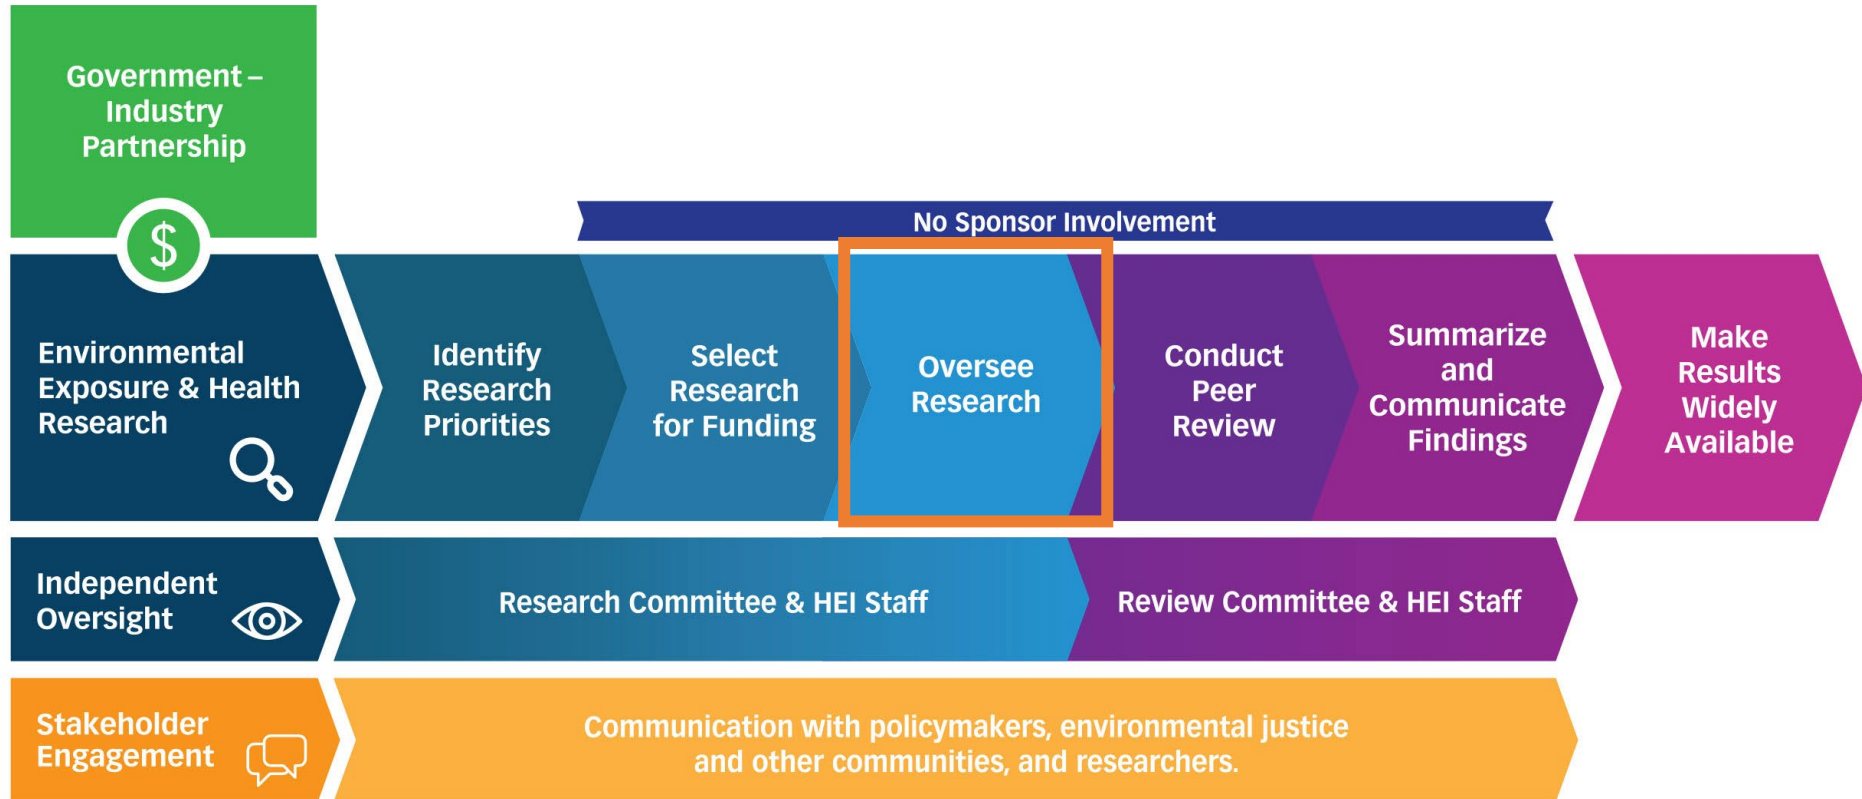 Government –
Industry
Partnership
$
No Sponsor Involvement
Environmental
Exposure & Health
Research
Identify
Research
Priorities
Select
Research
for Funding
Oversee
Research
Conduct
Peer
Review
Summarize
and
Communicate
Findings
Make
Results
Widely
Available
Independent
Oversight
Research Committee & HEI Staff
Review Committee & HEI Staff
Stakeholder
Engagement
Communication with policymakers, environmental justice
and other communities, and researchers.